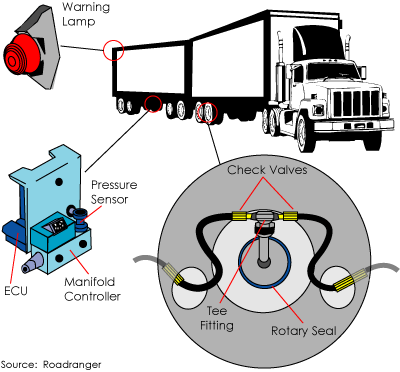 Warning
Lamp
Pressure
Sensor
ECU
Manifold
Controller
Check Valves
Tee
Fitting
Rotary Seal
Source: Roadranger